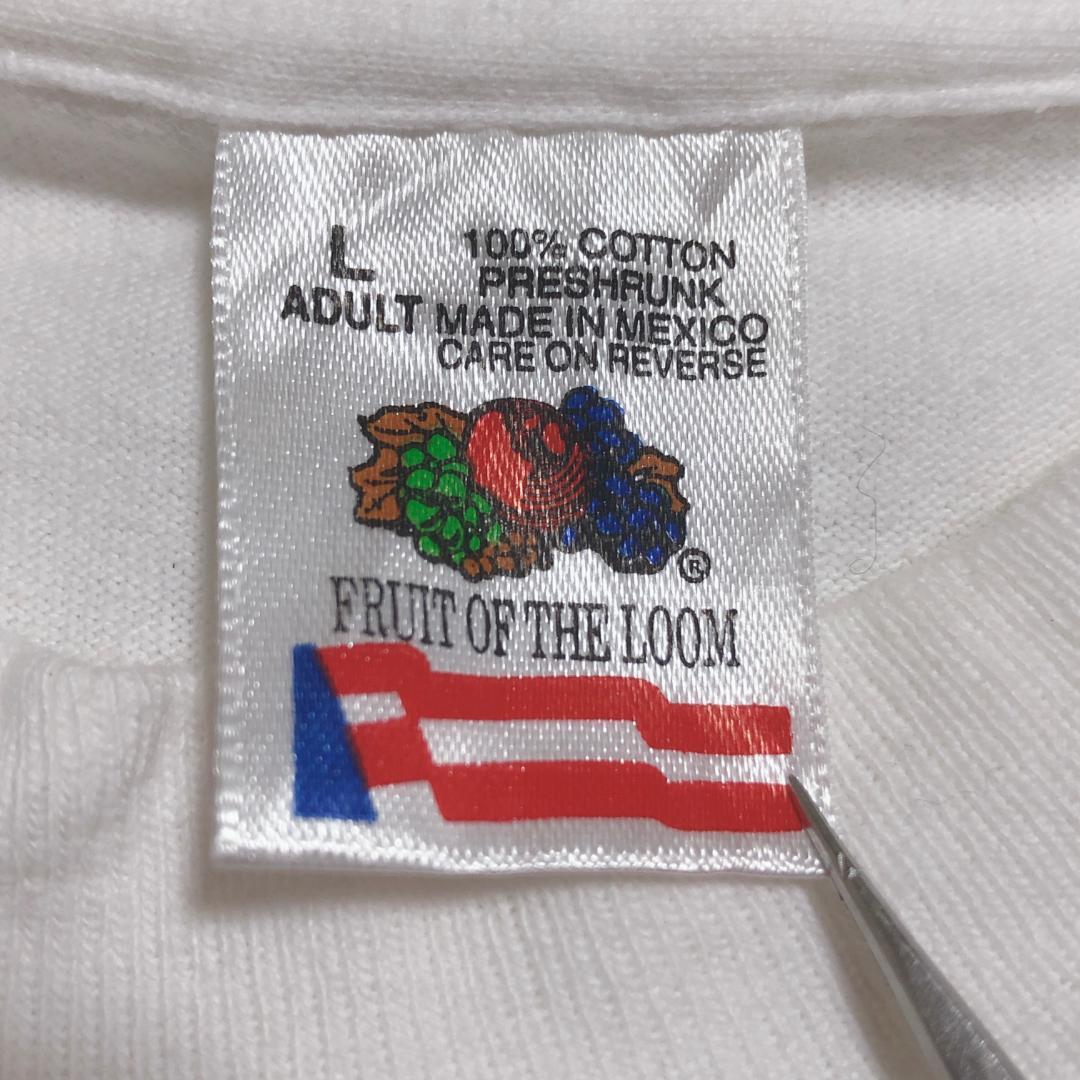 L
ADULT
100% COTTON
PRESHRUNK
MADE IN MEXICO
CARE ON REVERSE
®
FRUIT OF THE LOOM